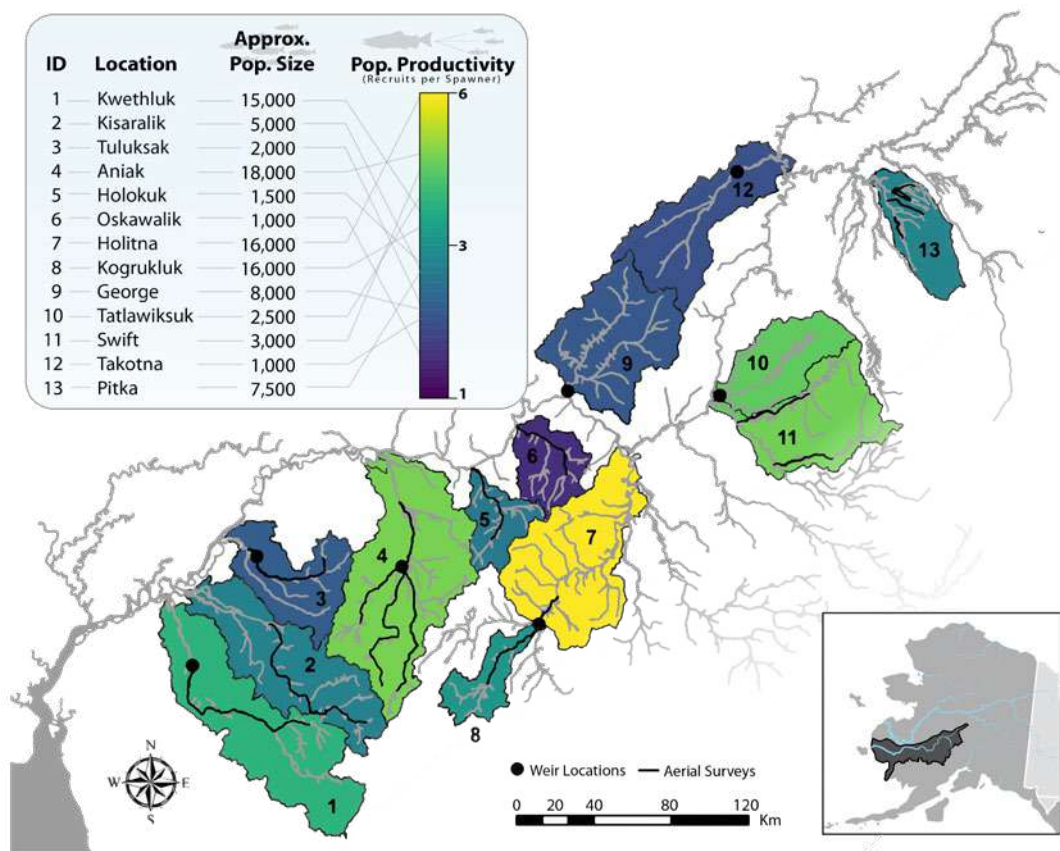 Approx.
ID Location Pop. Size Pop. Productivity
(Recruits per Spawner)
1 Kwethluk 15,000
2 Kisaralik 5,000
3 Tuluksak 2,000
4 Aniak 18,000
5 Holokuk 1,500
6 Oskawalik 1,000
7 Holitna 16,000
8 Kogrukluk 16,000
9 George 8,000
10 Tatlawiksuk 2,500
11 Swift 3,000
12 Takotna 1,000
13 Pitka 7,500
6
3
1
12
13
9
10
11
6
5
7
4
3
2
8
1
N
W E
S
Weir Locations Aerial Surveys
0 20 40 60 80 120
Km